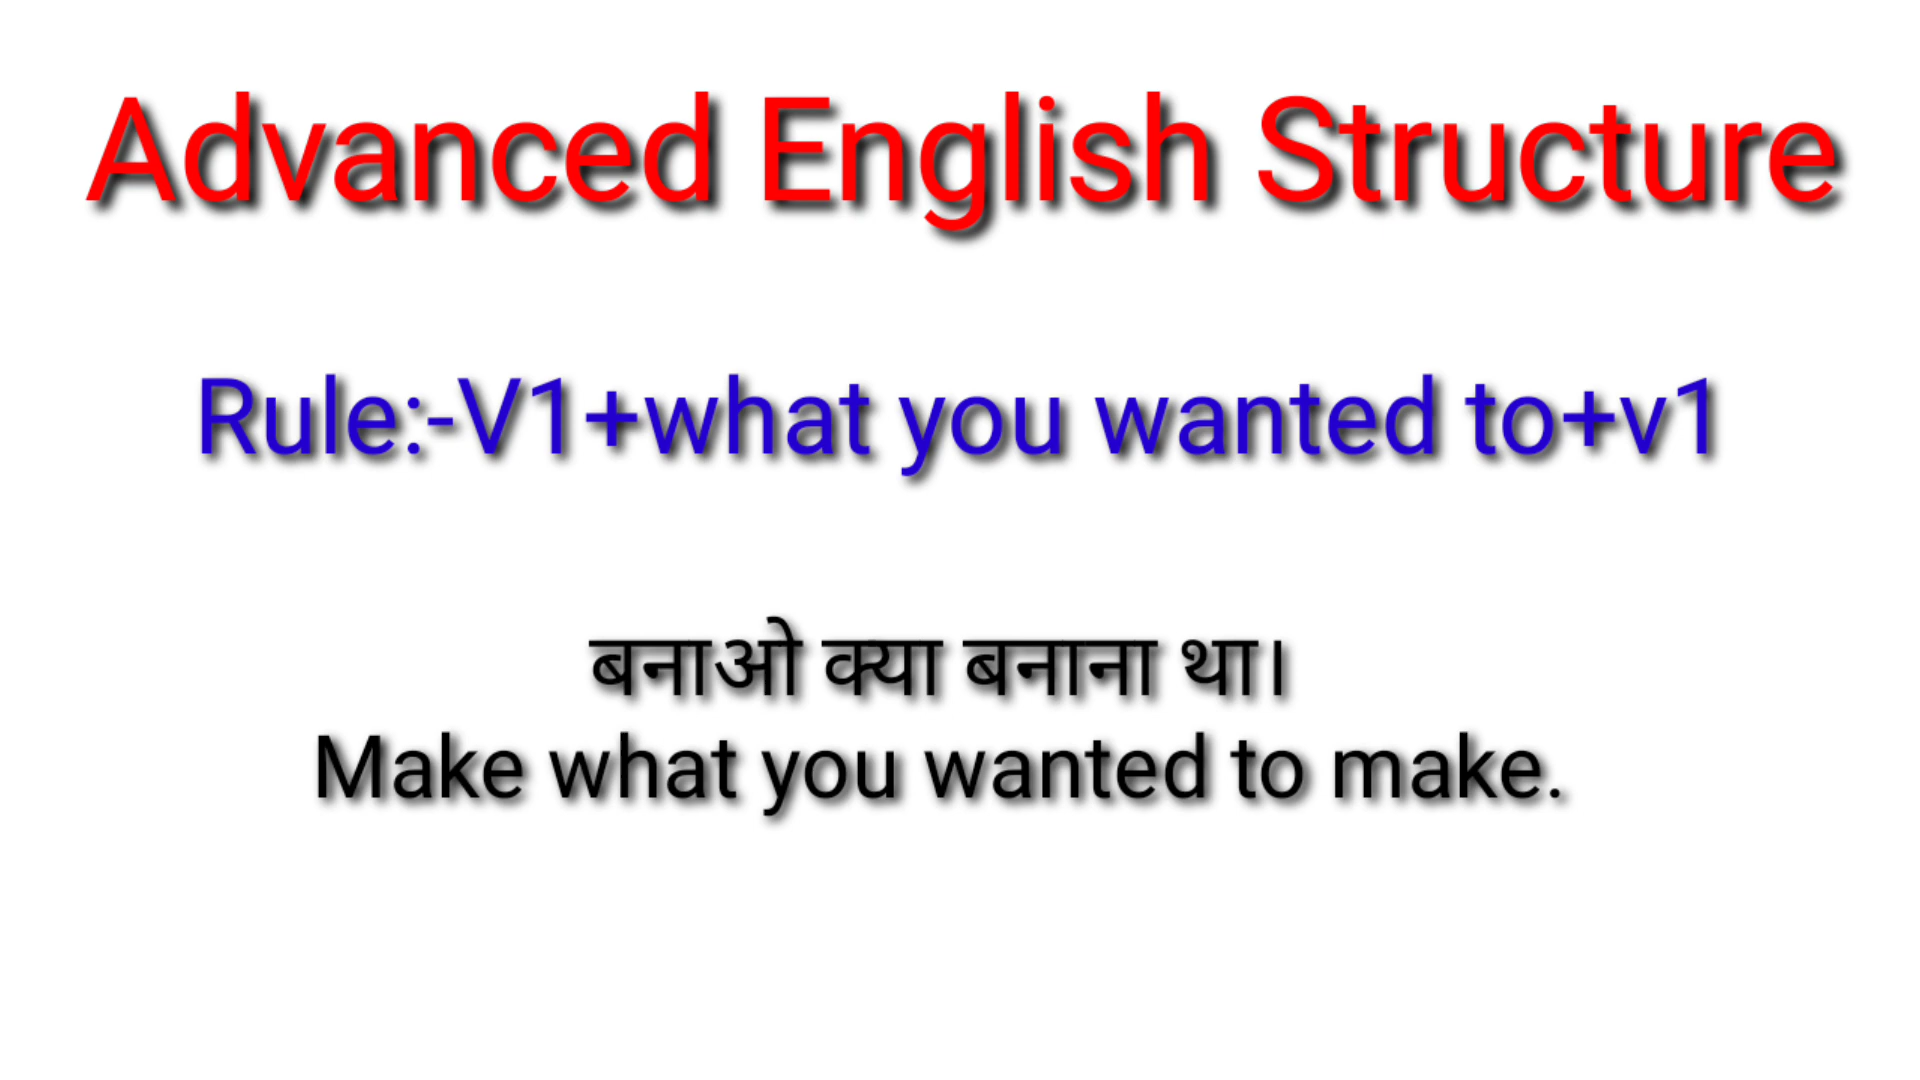 Advanced English Structure
Rule:-V1+what you wanted to+v1
बनाओ क्या बनाना था।
Make what you wanted to make.